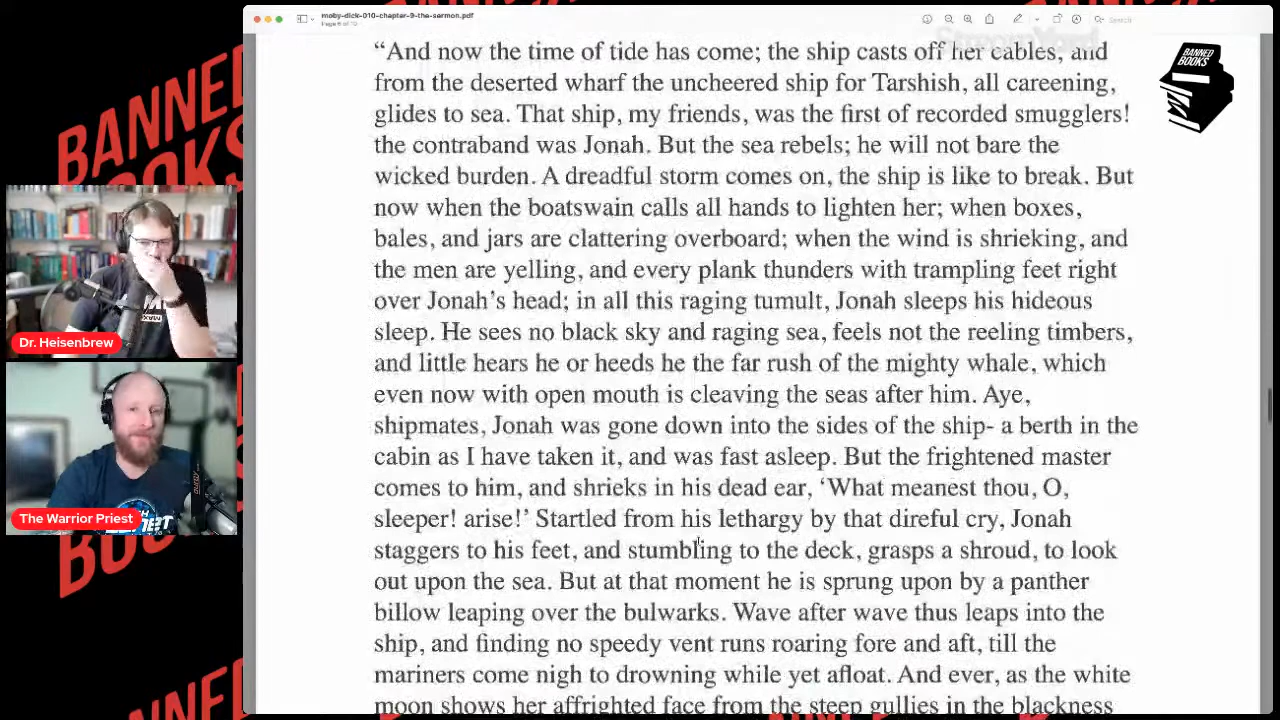 moby-dick-010-chapter-9-the-sermon.pdf
Search
“And now the time of tide has come; the ship casts off her cables, and
from the deserted wharf the uncheered ship for Tarshish, all careening,
glides to sea. That ship, my friends, was the first of recorded smugglers!
the contraband was Jonah. But the sea rebels; he will not bare the
wicked burden. A dreadful storm comes on, the ship is like to break. But
now when the boatswain calls all hands to lighten her; when boxes,
bales, and jars are clattering overboard; when the wind is shrieking, and
the men are yelling, and every plank thunders with trampling feet right
over Jonah’s head; in all this raging tumult, Jonah sleeps his hideous
sleep. He sees no black sky and raging sea, feels not the reeling timbers,
and little hears he or heeds he the far rush of the mighty whale, which
even now with open mouth is cleaving the seas after him. Aye,
shipmates, Jonah was gone down into the sides of the ship- a berth in the
cabin as I have taken it, and was fast asleep. But the frightened master
comes to him, and shrieks in his dead ear, ‘What meanest thou, O,
sleeper! arise!’ Startled from his lethargy by that direful cry, Jonah
staggers to his feet, and stumbling to the deck, grasps a shroud, to look
out upon the sea. But at that moment he is sprung upon by a panther
billow leaping over the bulwarks. Wave after wave thus leaps into the
ship, and finding no speedy vent runs roaring fore and aft, till the
mariners come nigh to drowning while yet afloat. And ever, as the white
moon shows her affrighted face from the steep gullies in the blackness
BANNED
BOOKS
BANNED
BOOKS
Dr. Heisenbrew
The Warrior Priest